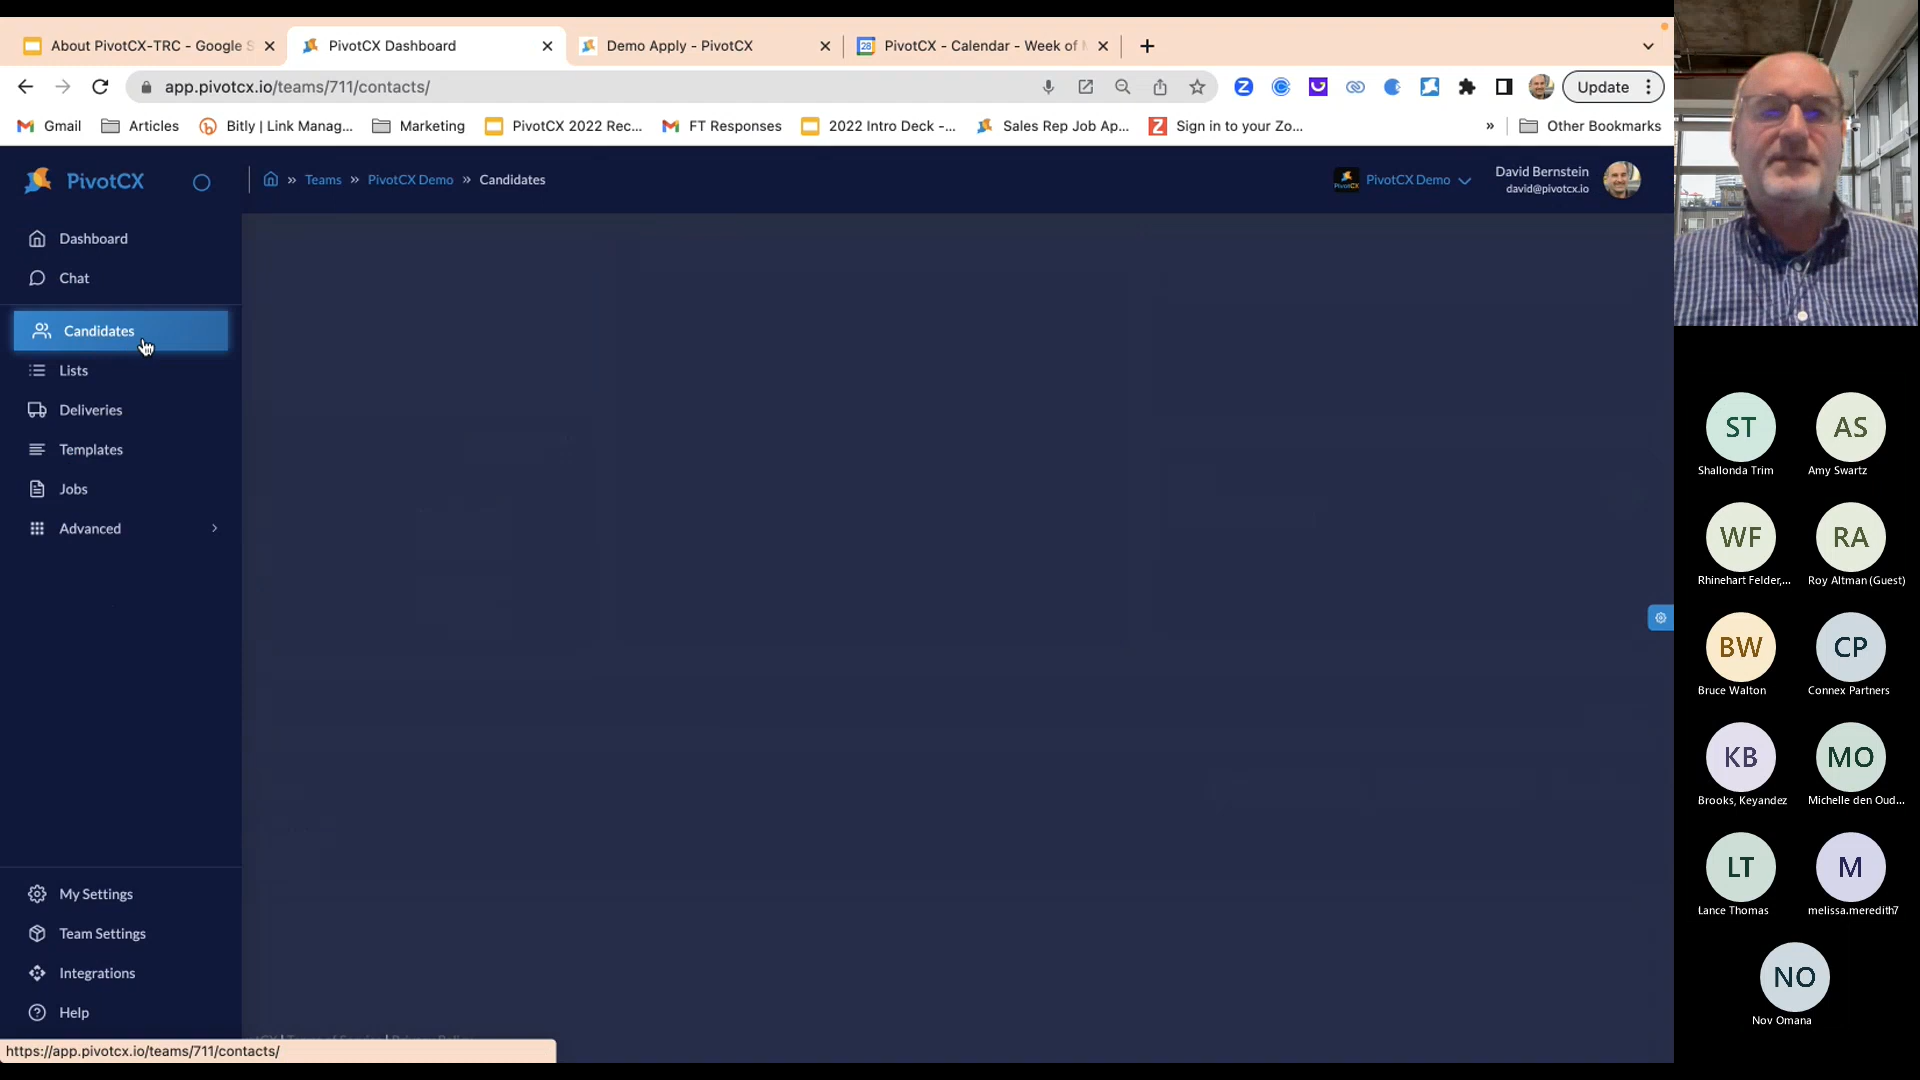 About PivotCX-TRC - Google S
PivotCX Dashboard
Demo Apply - PivotCX
28
PivotCX - Calendar - Week of
app.pivotcx.io/teams/711/contacts/
Update
Gmail
Articles
Bitly | Link Manag...
Marketing
PivotCX 2022 Rec...
FT Responses
2022 Intro Deck -...
Sales Rep Job Ap...
Sign in to your Zo...
»
Other Bookmarks
PivotCX
» Teams » PivotCX Demo » Candidates
PivotCX Demo
David Bernstein
david@pivotcx.io
Dashboard
Chat
Candidates
Lists
Deliveries
Templates
Jobs
Advanced
My Settings
Team Settings
Integrations
Help
https://app.pivotcx.io/teams/711/contacts/
ST
Shallonda Trim
AS
Amy Swartz
WF
Rhinehart Felder,...
RA
Roy Altman (Guest)
BW
Bruce Walton
CP
Connex Partners
KB
Brooks, Keyandez
MO
Michelle den Oud...
LT
Lance Thomas
M
melissa.meredith7
NO
Nov Omana